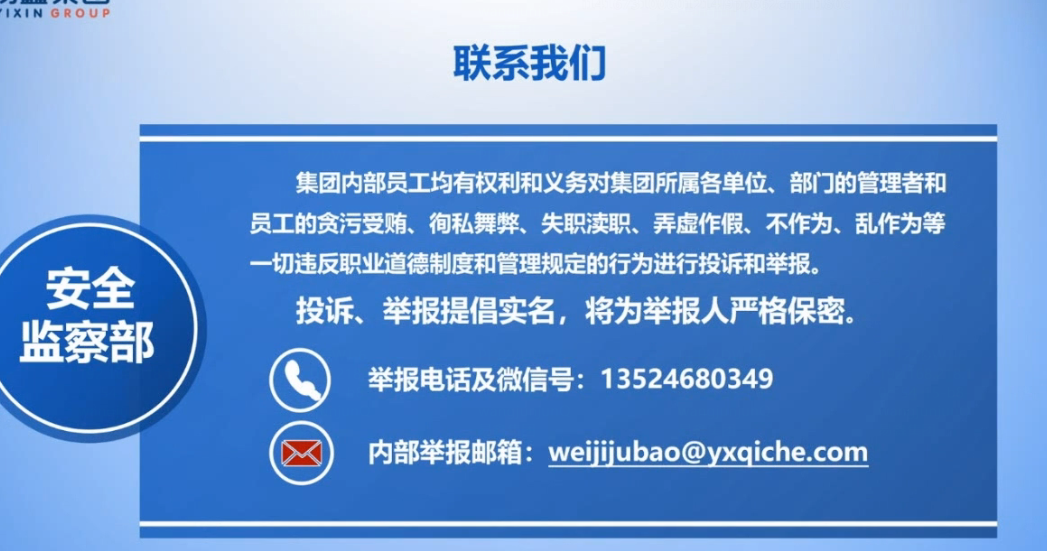 YIXIN GROUP
联系我们
集团内部员工均有权利和义务对集团所属各单位、部门的管理者和
员工的贪污受贿、徇私舞弊、失职渎职、弄虚作假、不作为、乱作为等
一切违反职业道德制度和管理规定的行为进行投诉和举报。
投诉、举报提倡实名，将为举报人严格保密。
安全
监察部
举报电话及微信号：13524680349
内部举报邮箱：weijijubao@yxqiche.com